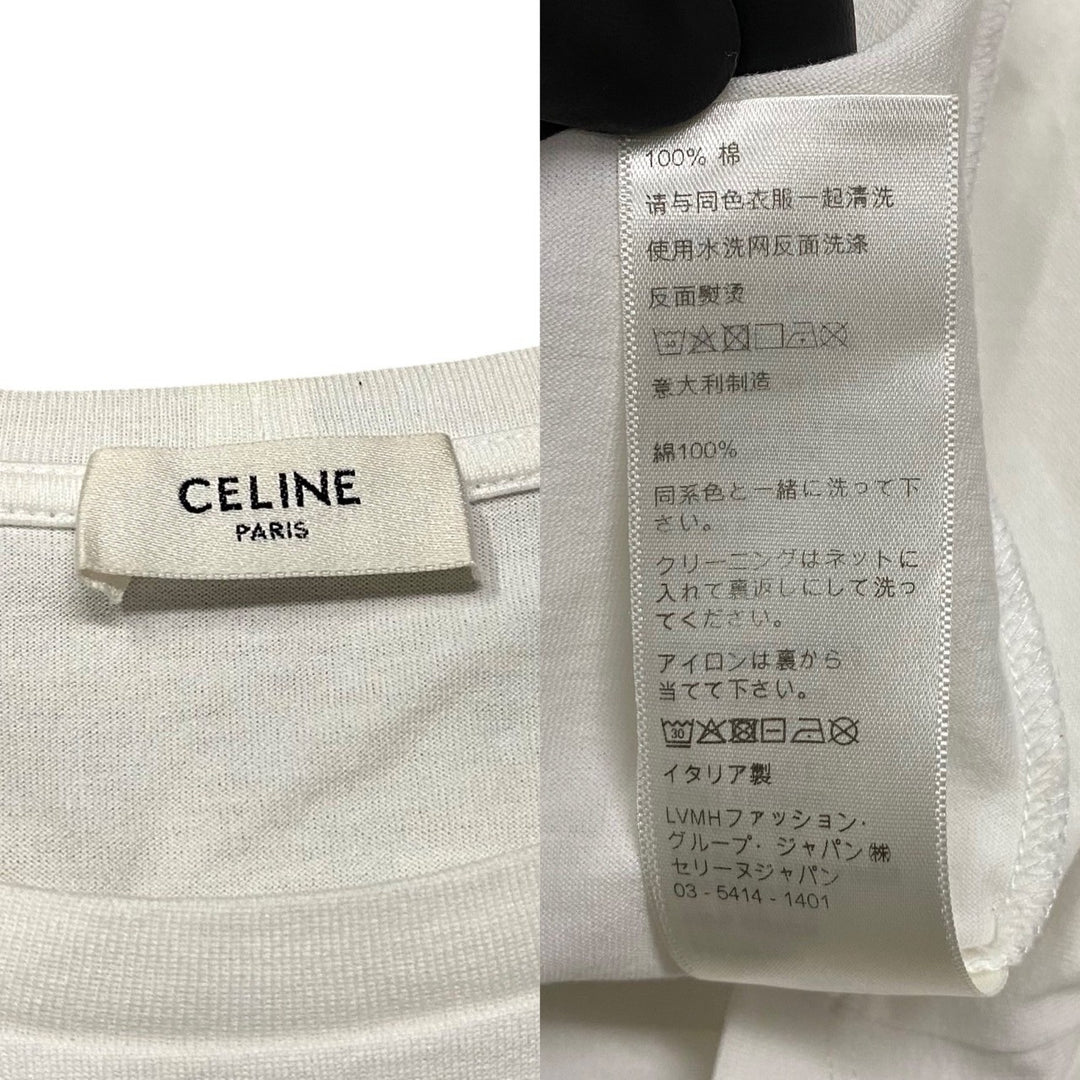 CELINE
PARIS
100% 棉
请与同色衣服一起清洗
使用水洗网反面洗涤
反面熨烫
意大利制造
綿100%
同系色と一緒に洗って下
さい。
クリーニングはネットに
入れて裏返しにして洗っ
てください。
アイロンは裏から
当てて下さい。
30
イタリア製
LVMHファッション・
グループ・ジャパン㈱
セリーヌジャパン
03 - 5414 - 1401